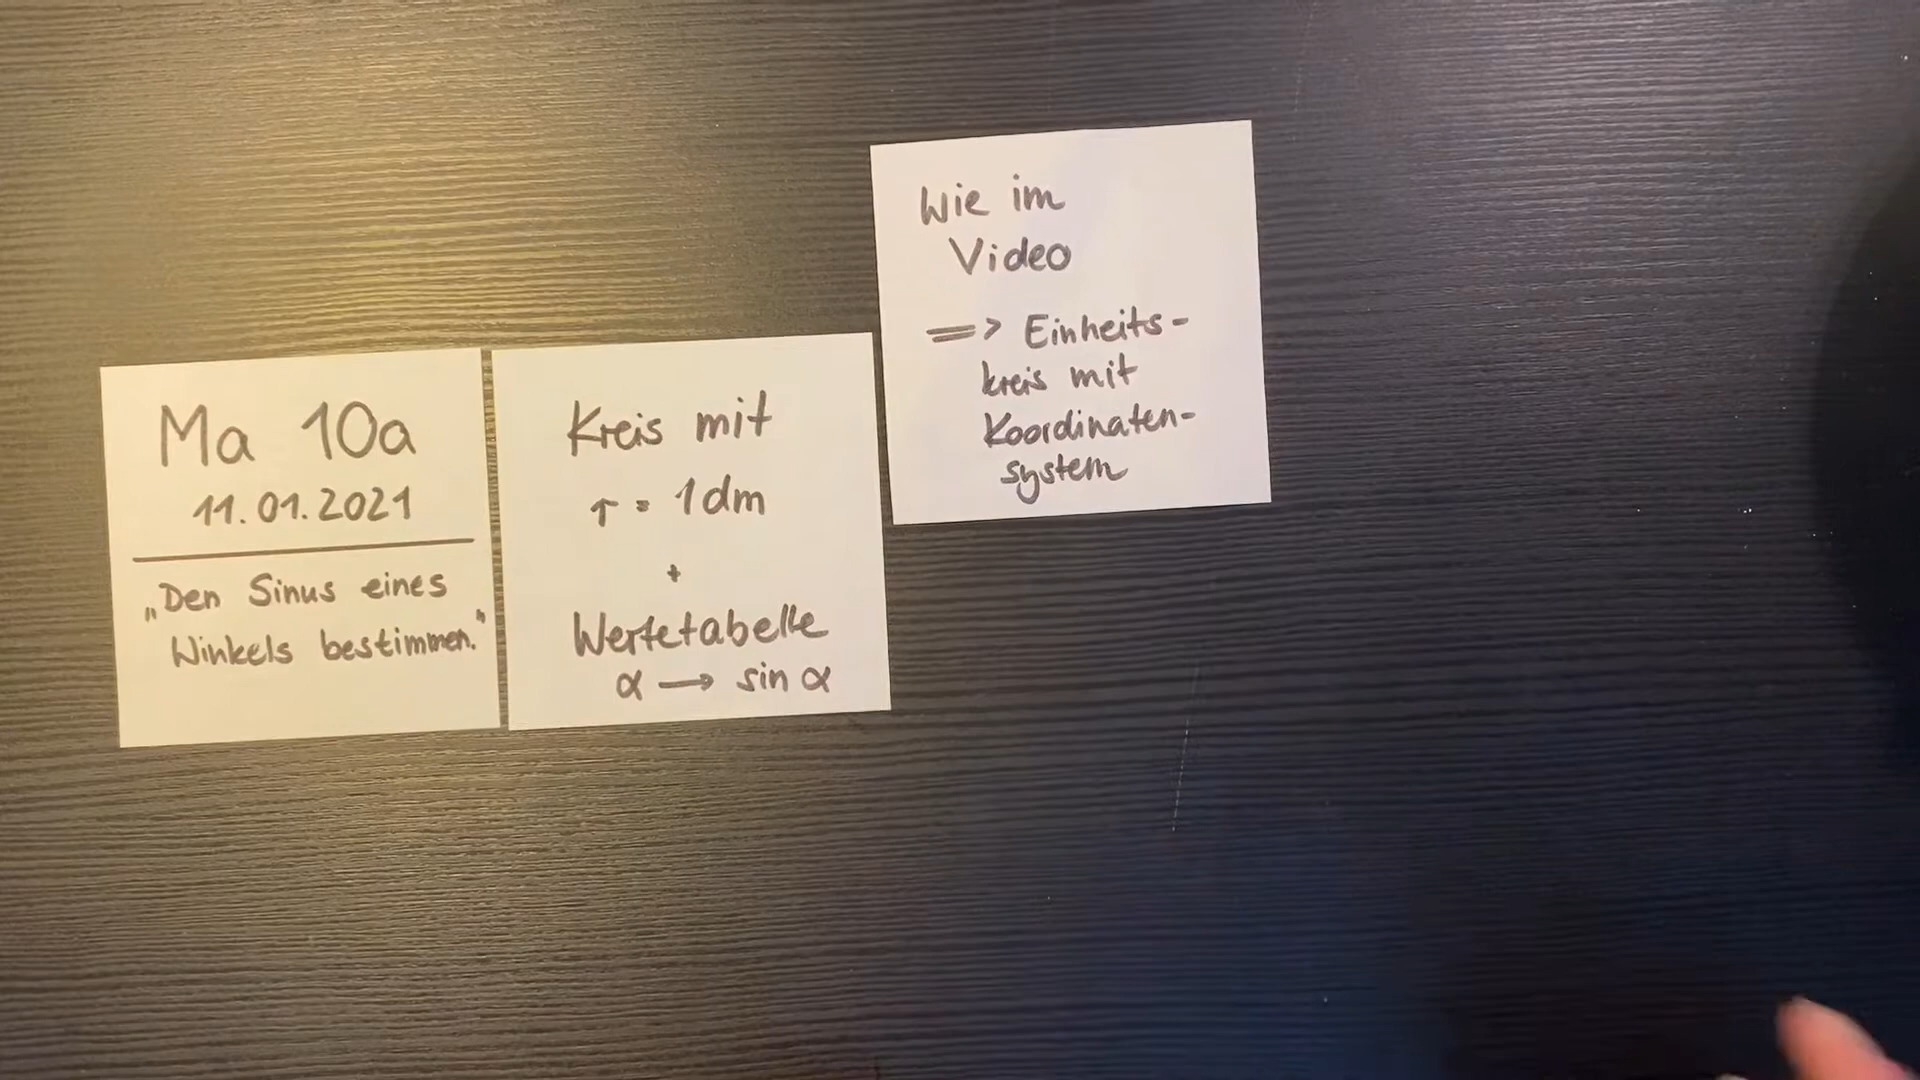 Ma 10a
11.01.2021
„Den Sinus eines
Winkels bestimmen."
Kreis mit
r = 1dm
+
Wertetabelle
α → sin α
Wie im
Video
=> Einheits-
kreis mit
Koordinaten-
system